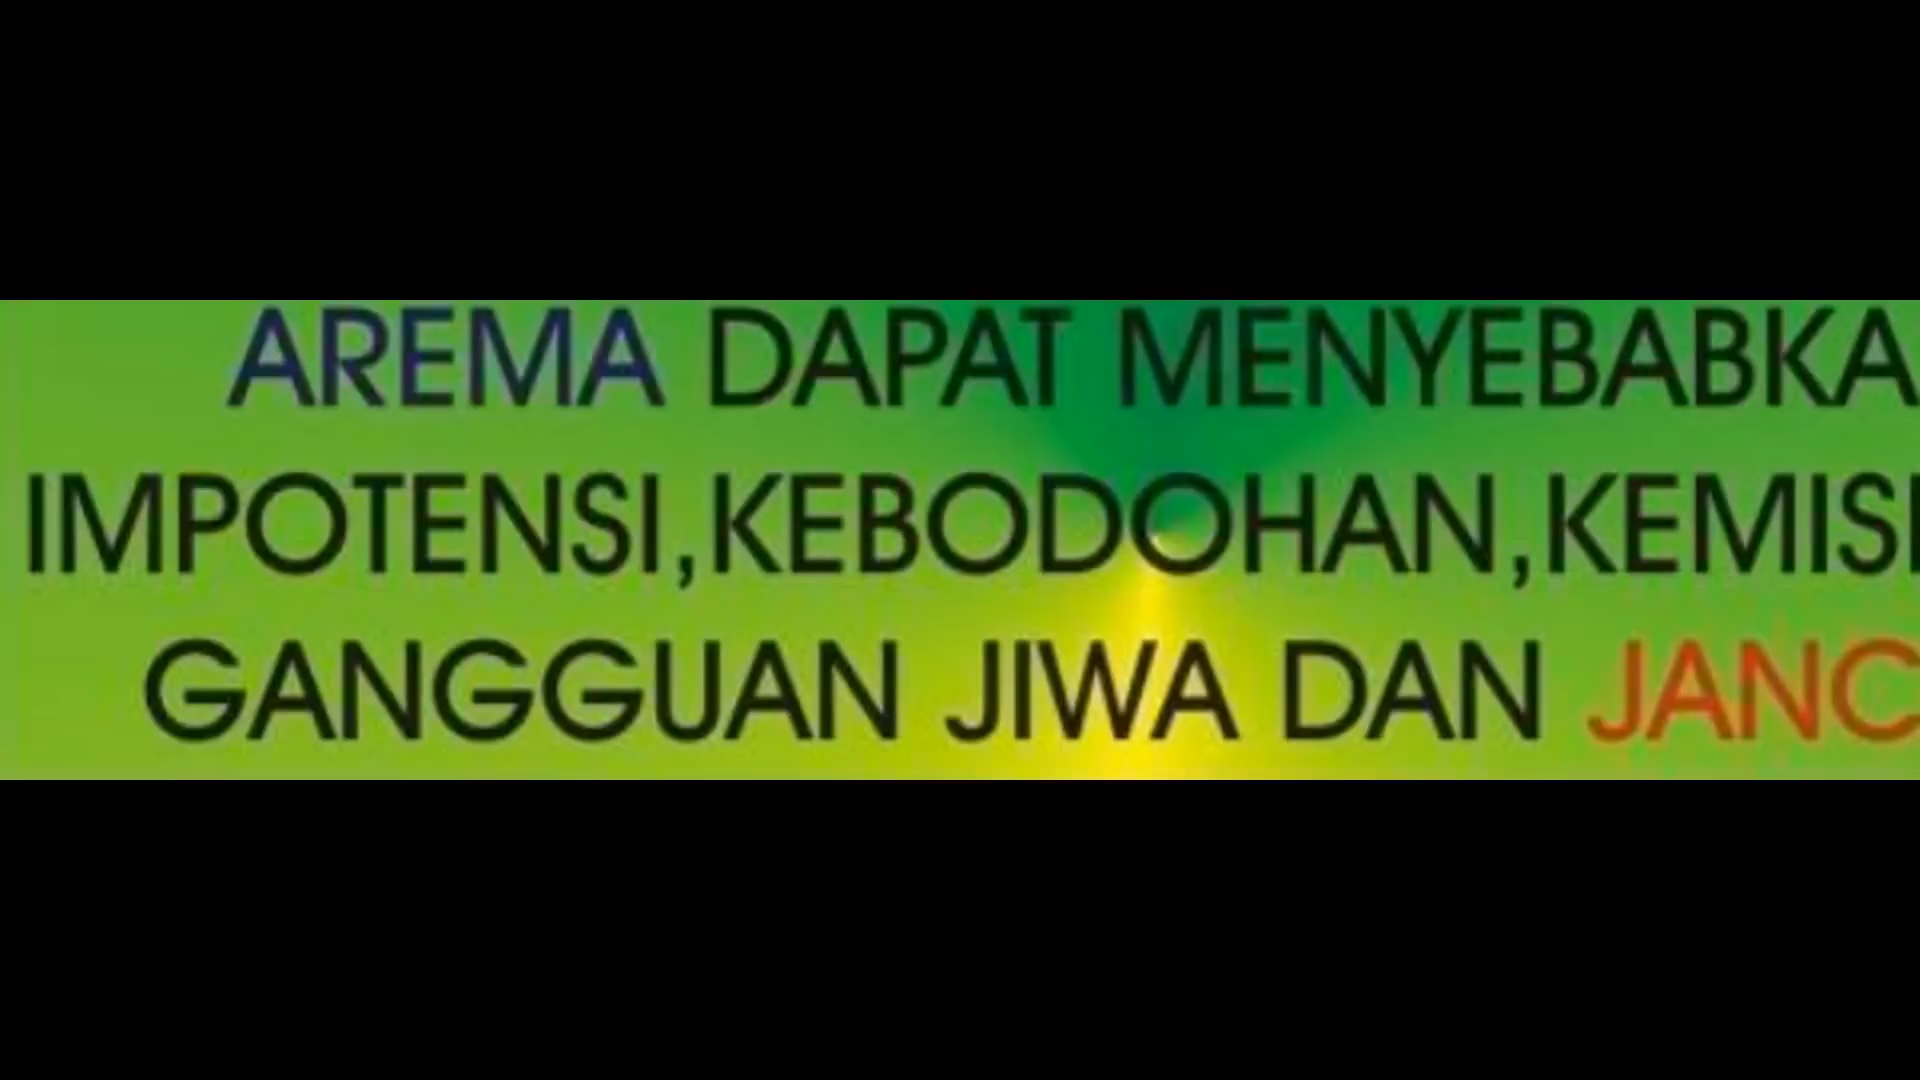 AREMA DAPAT MENYEBABKA
IMPOTENSI,KEBODOHAN,KEMISI
GANGGUAN JIWA DAN JANC